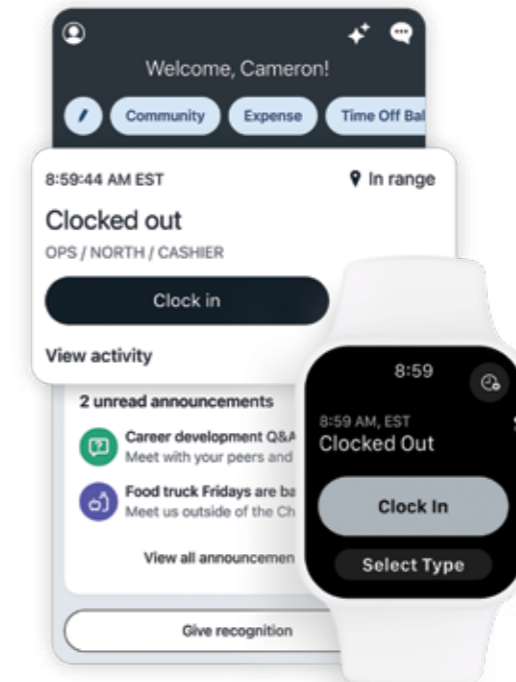 Welcome, Cameron!
Community
Expense
Time Off Bal
8:59:44 AM EST
In range
Clocked out
OPS / NORTH / CASHIER
Clock in
View activity
2 unread announcements
Career development Q&A
Meet with your peers and
Food truck Fridays are ba
Meet us outside of the Ch
View all announcemen
Give recognition
8:59
8:59 AM, EST
Clocked Out
Clock In
Select Type